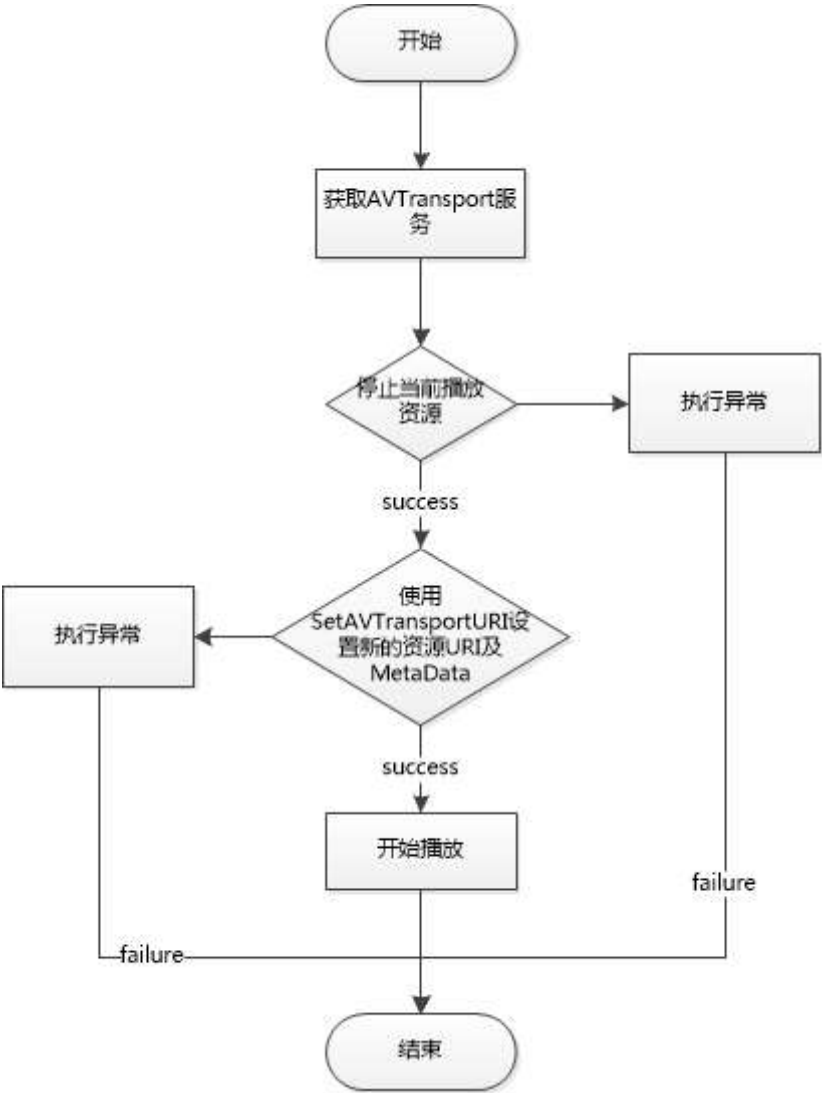 开始
获取AVTransport服
务
停止当前播放
资源
执行异常
success
使用
SetAVTransportURI设
置新的资源URI及
MetaData
执行异常
success
开始播放
failure
failure
结束